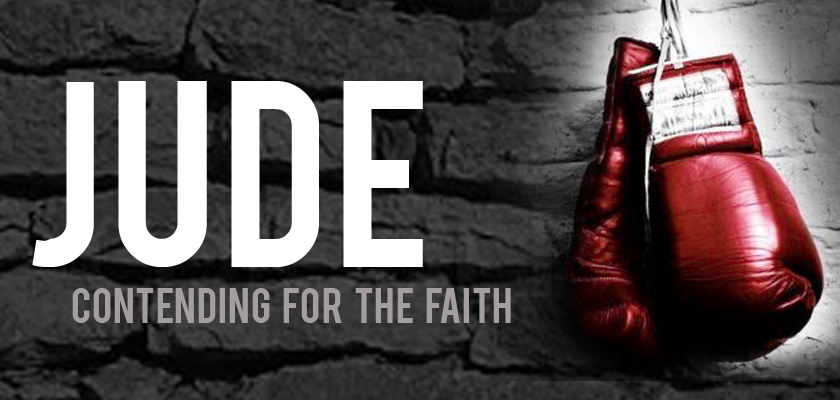 JUDE
CONTENDING FOR THE FAITH